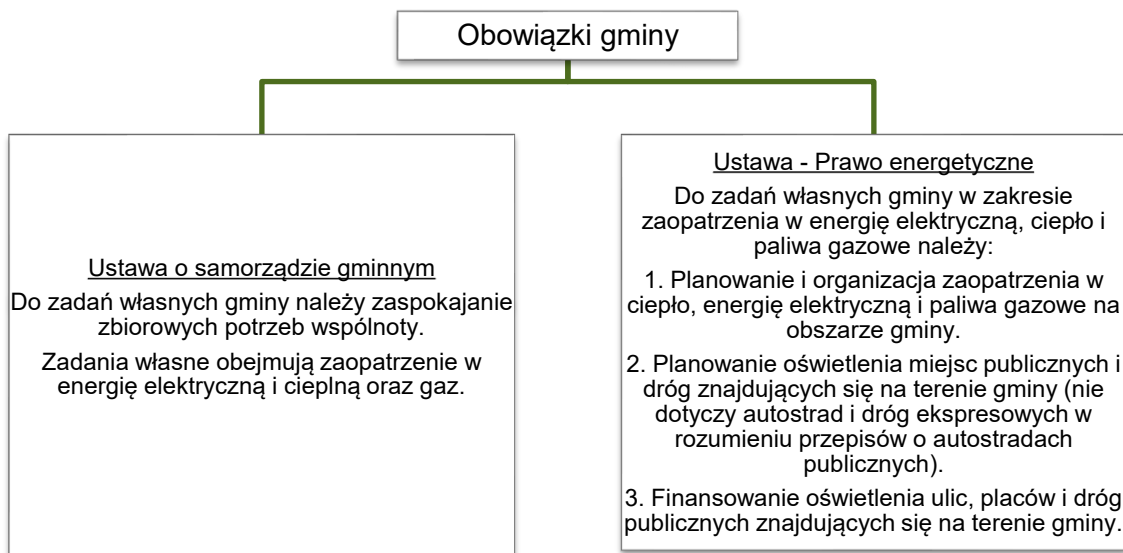 Obowiązki gminy
Ustawa o samorządzie gminnym
Do zadań własnych gminy należy zaspokajanie
zbiorowych potrzeb wspólnoty.
Zadania własne obejmują zaopatrzenie w
energię elektryczną i cieplną oraz gaz.
Ustawa - Prawo energetyczne
Do zadań własnych gminy w zakresie
zaopatrzenia w energię elektryczną, ciepło i
paliwa gazowe należy:
1. Planowanie i organizacja zaopatrzenia w
ciepło, energię elektryczną i paliwa gazowe na
obszarze gminy.
2. Planowanie oświetlenia miejsc publicznych i
dróg znajdujących się na terenie gminy (nie
dotyczy autostrad i dróg ekspresowych w
rozumieniu przepisów o autostradach
publicznych).
3. Finansowanie oświetlenia ulic, placów i dróg
publicznych znajdujących się na terenie gminy.